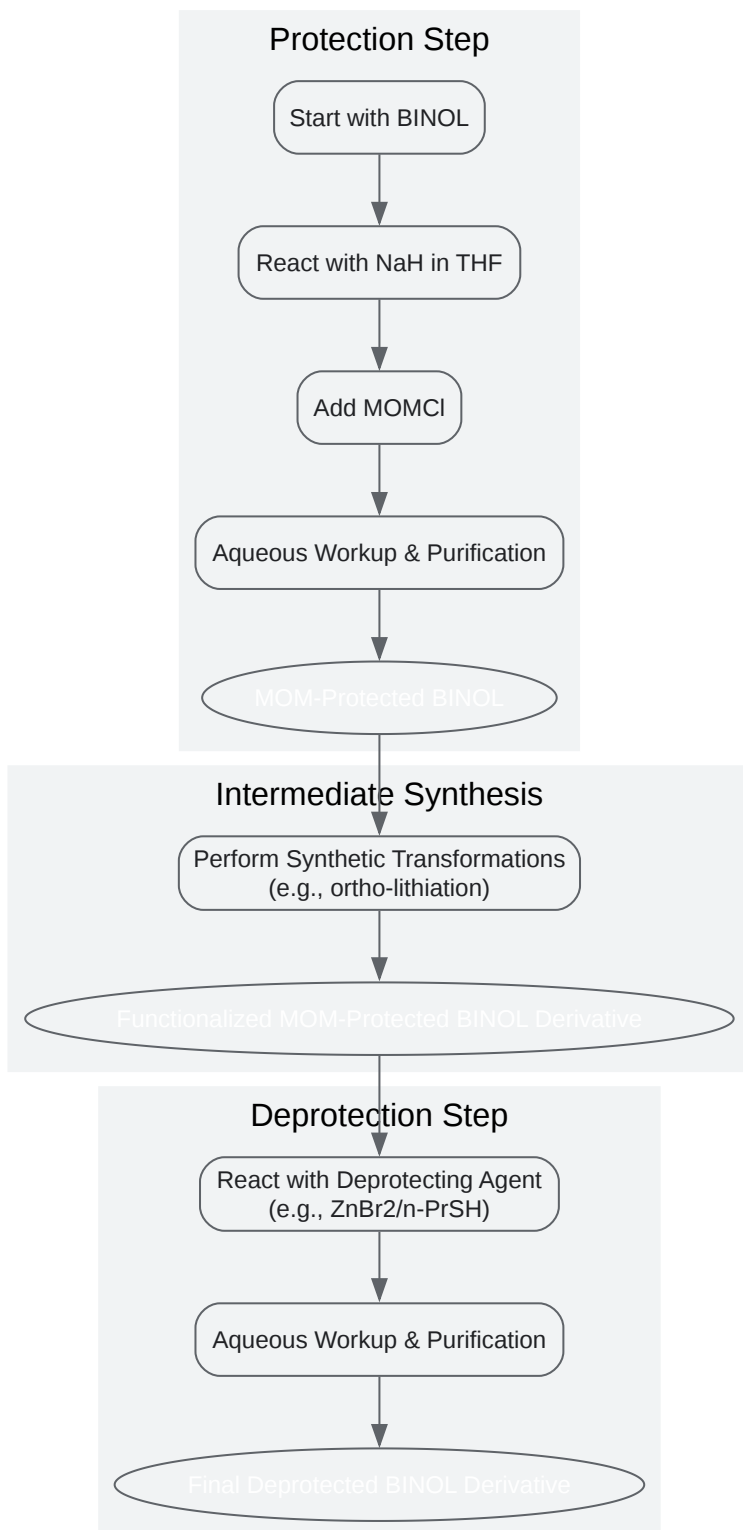 Protection Step
Start with BINOL
React with NaH in THF
Add MOMCl
Aqueous Workup & Purification
MOM-Protected BINOL
Intermediate Synthesis
Perform Synthetic Transformations
(e.g., ortho-lithiation)
Functionalized MOM-Protected BINOL Derivative
Deprotection Step
React with Deprotecting Agent
(e.g., ZnBr2/n-PrSH)
Aqueous Workup & Purification
Final Deprotected BINOL Derivative